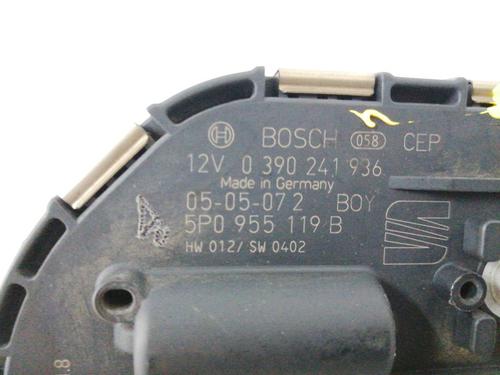 BOSCH 058 CEP
12V 0 390 241 936
Made in Germany
05-05-07 2 BOY
5P0 955 119 B
HW 012/ SW 0402